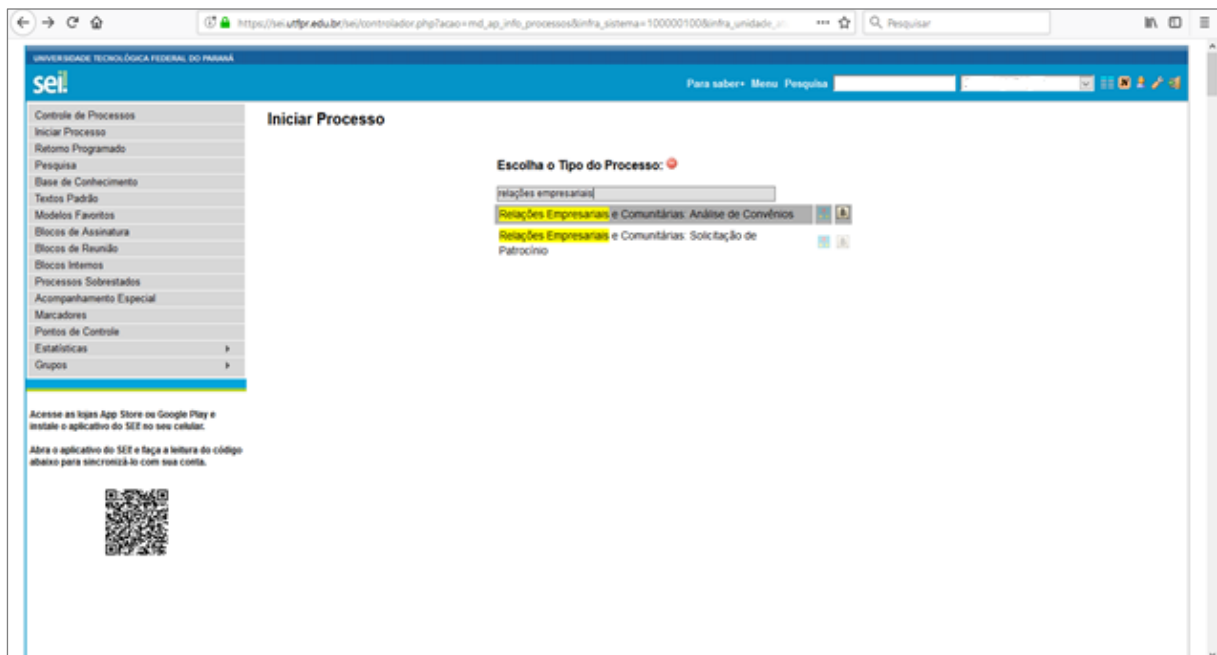 https://sei.utfpr.edu.br/sei/controlador.php?acao=md_ap_info_processos&infra_sistema=100000100&infra_unidade_at
Pesquisar
UNIVERSIDADE TECNOLÓGICA FEDERAL DO PARANÁ
sei!
Para saber+ Menu Pesquisa
Controle de Processos
Iniciar Processo
Retorno Programado
Pesquisa
Base de Conhecimento
Textos Padrão
Modelos Favoritos
Blocos de Assinatura
Blocos de Reunião
Blocos Internos
Processos Sobrestados
Acompanhamento Especial
Marcadores
Pontos de Controle
Estatísticas
Grupos
Acesse as lojas App Store ou Google Play e
instale o aplicativo do SEI! no seu celular.
Abra o aplicativo do SEI! e faça a leitura do código
abaixo para sincronizá-lo com sua conta.
Iniciar Processo
Escolha o Tipo do Processo:
relações empresariais
Relações Empresariais e Comunitárias: Análise de Convênios
Relações Empresariais e Comunitárias: Solicitação de
Patrocínio